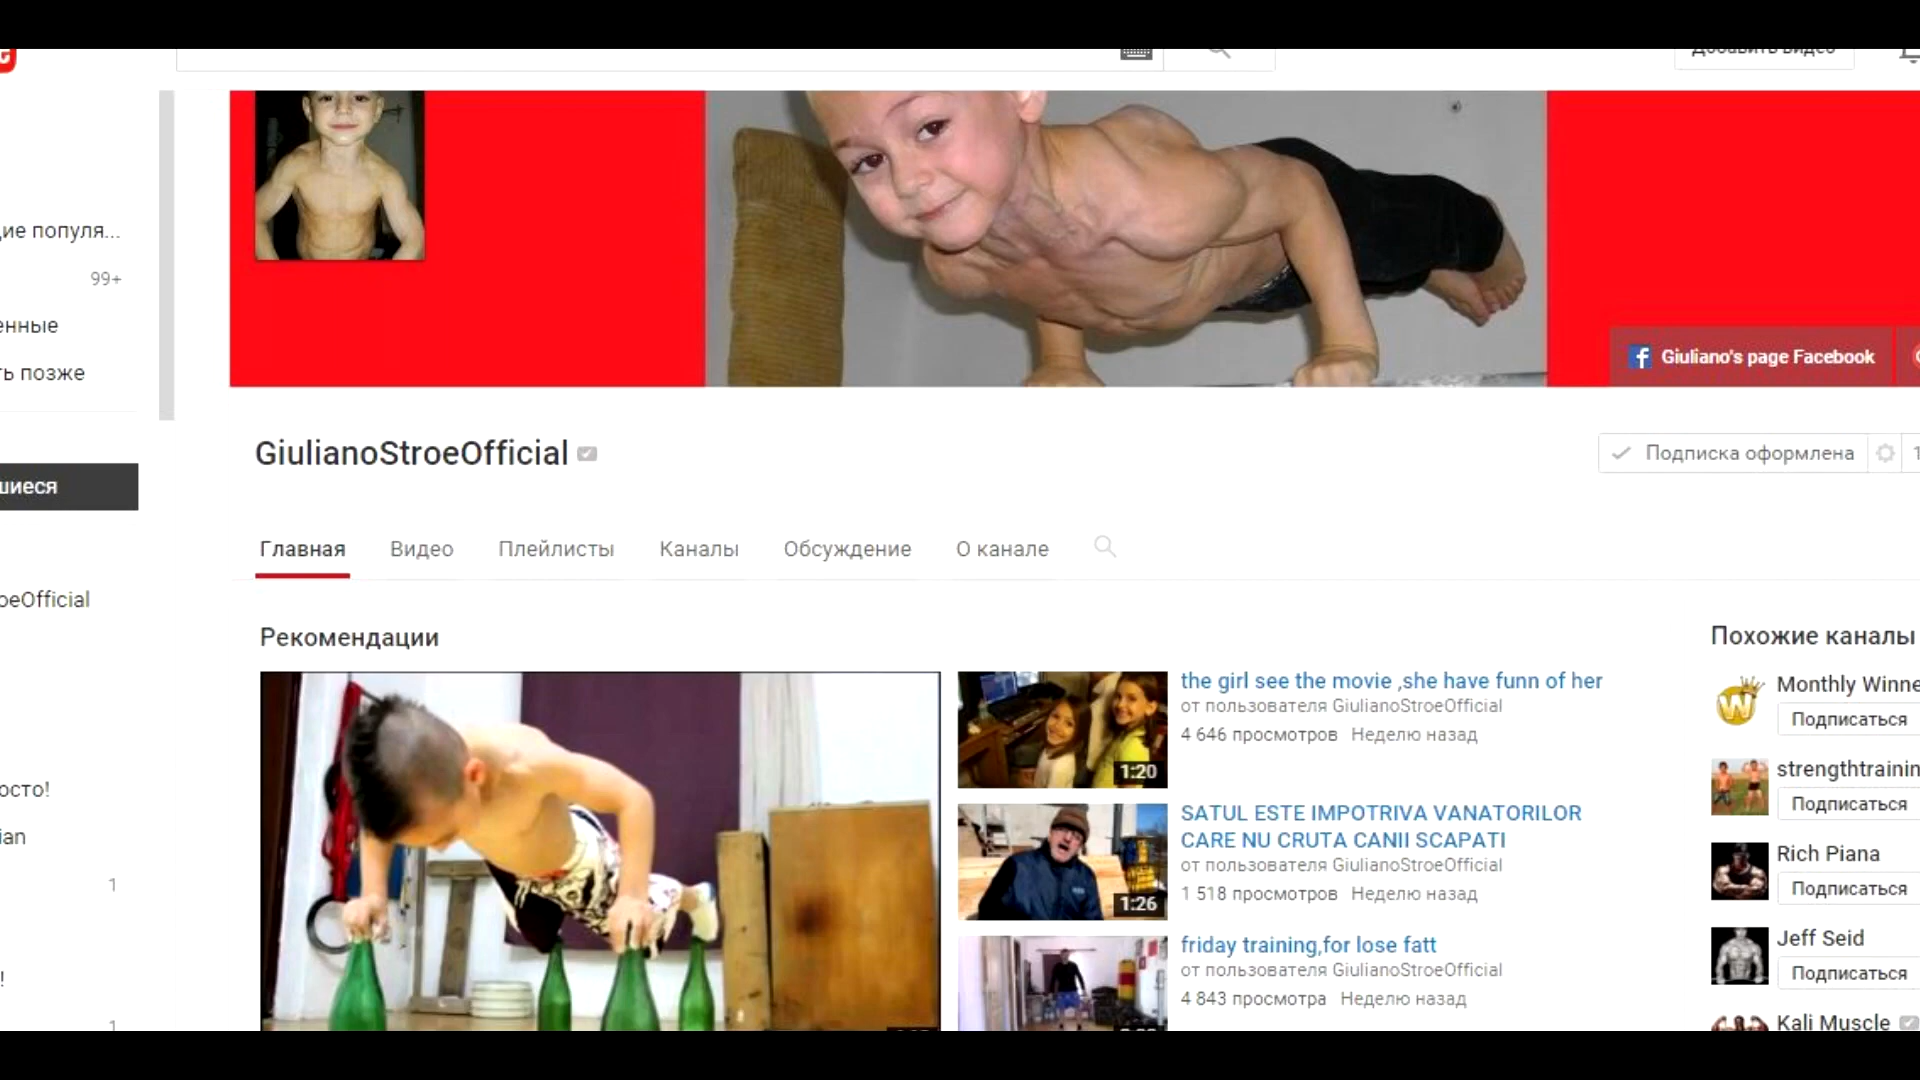 Добавить видео
ие популя...
99+
енные
ть позже
Giuliano's page Facebook
GiulianoStroeOfficial
Подписка оформлена
1
шиеся
Главная
Видео
Плейлисты
Каналы
Обсуждение
О канале
oeOfficial
Рекомендации
Похожие каналы
the girl see the movie ,she have funn of her
от пользователя GiulianoStroeOfficial
4 646 просмотров Неделю назад
1:20
Monthly Winne
Подписаться
strengthtrainin
Подписаться
осто!
ian
1
!
1
SATUL ESTE IMPOTRIVA VANATORILOR
CARE NU CRUTA CANII SCAPATI
от пользователя GiulianoStroeOfficial
1 518 просмотров Неделю назад
1:26
Rich Piana
Подписаться
friday training,for lose fatt
от пользователя GiulianoStroeOfficial
4 843 просмотра Неделю назад
Jeff Seid
Подписаться
Kali Muscle